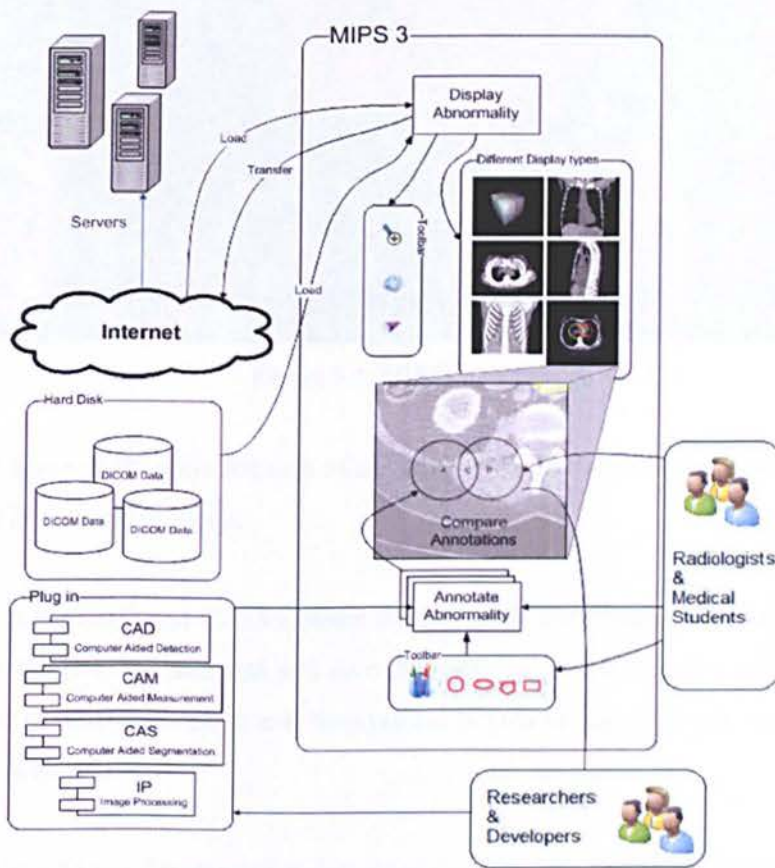 MIPS 3
Display
Abnormality
Load
Transfer
Different Display types
Toolbar
Servers
Load
Internet
Hard Disk
DICOM Data
DICOM Data
DICOM Data
Compare
Annotations
Radiologists
&
Medical
Students
Annotate
Abnormality
Toolbar
Plug in
CAD
Computer Aided Detection
CAM
Computer Aided Measurement
CAS
Computer Aided Segmentation
IP
Image Processing
Researchers
&
Developers